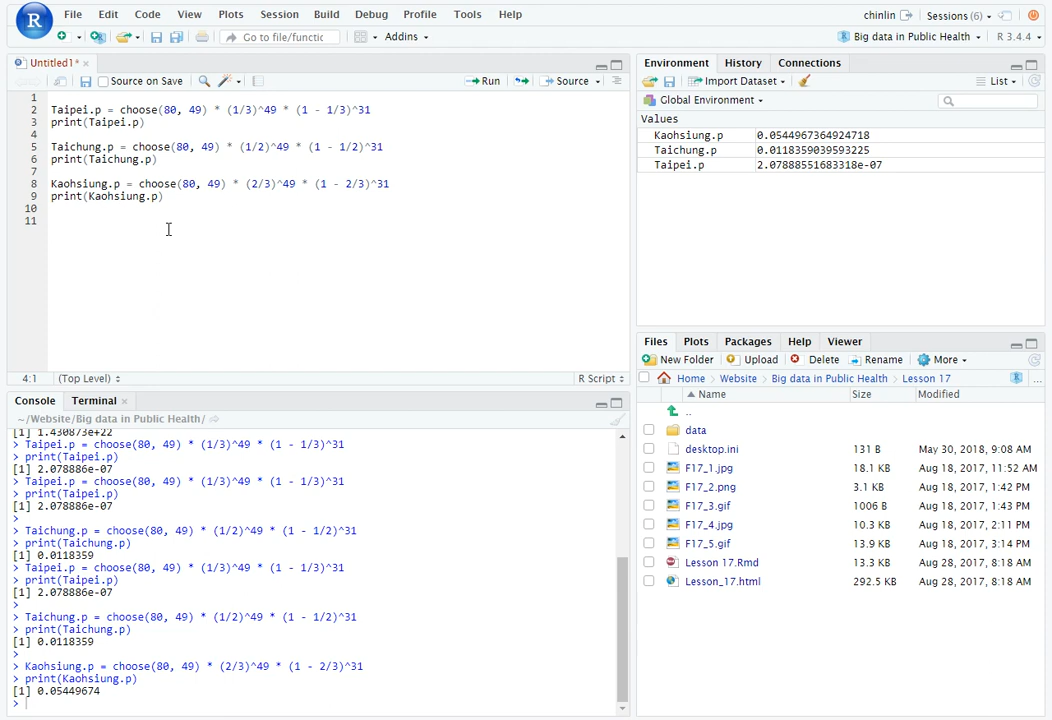 File Edit Code View Plots Session Build Debug Profile Tools Help
chinlin Sessions (6)
Go to file/functic Addins
Big data in Public Health R 3.4.4
Untitled1*
Source on Save Run Source
1
2 Taipei.p = choose(80, 49) * (1/3)^49 * (1 - 1/3)^31
3 print(Taipei.p)
4
5 Taichung.p = choose(80, 49) * (1/2)^49 * (1 - 1/2)^31
6 print(Taichung.p)
7
8 Kaohsiung.p = choose(80, 49) * (2/3)^49 * (1 - 2/3)^31
9 print(Kaohsiung.p)
10
11
4:1 (Top Level) R Script
Console Terminal
~/Website/Big data in Public Health/
[1] 1.430873e+22
> Taipei.p = choose(80, 49) * (1/3)^49 * (1 - 1/3)^31
> print(Taipei.p)
[1] 2.078886e-07
> Taipei.p = choose(80, 49) * (1/3)^49 * (1 - 1/3)^31
> print(Taipei.p)
[1] 2.078886e-07
>
> Taichung.p = choose(80, 49) * (1/2)^49 * (1 - 1/2)^31
> print(Taichung.p)
[1] 0.0118359
> Taipei.p = choose(80, 49) * (1/3)^49 * (1 - 1/3)^31
> print(Taipei.p)
[1] 2.078886e-07
>
> Taichung.p = choose(80, 49) * (1/2)^49 * (1 - 1/2)^31
> print(Taichung.p)
[1] 0.0118359
>
> Kaohsiung.p = choose(80, 49) * (2/3)^49 * (1 - 2/3)^31
> print(Kaohsiung.p)
[1] 0.05449674
>
Environment History Connections
Import Dataset List
Global Environment
Values
Kaohsiung.p 0.0544967364924718
Taichung.p 0.0118359039593225
Taipei.p 2.07888551683318e-07
Files Plots Packages Help Viewer
New Folder Upload Delete Rename More
Home Website Big data in Public Health Lesson 17 ...
Name Size Modified
..
data
desktop.ini 131 B May 30, 2018, 9:08 AM
F17_1.jpg 18.1 KB Aug 18, 2017, 11:52 AM
F17_2.png 3.1 KB Aug 18, 2017, 1:42 PM
F17_3.gif 1006 B Aug 18, 2017, 1:43 PM
F17_4.jpg 10.3 KB Aug 18, 2017, 2:11 PM
F17_5.gif 13.9 KB Aug 18, 2017, 3:14 PM
Lesson 17.Rmd 13.3 KB Aug 28, 2017, 8:18 AM
Lesson_17.html 292.5 KB Aug 28, 2017, 8:18 AM